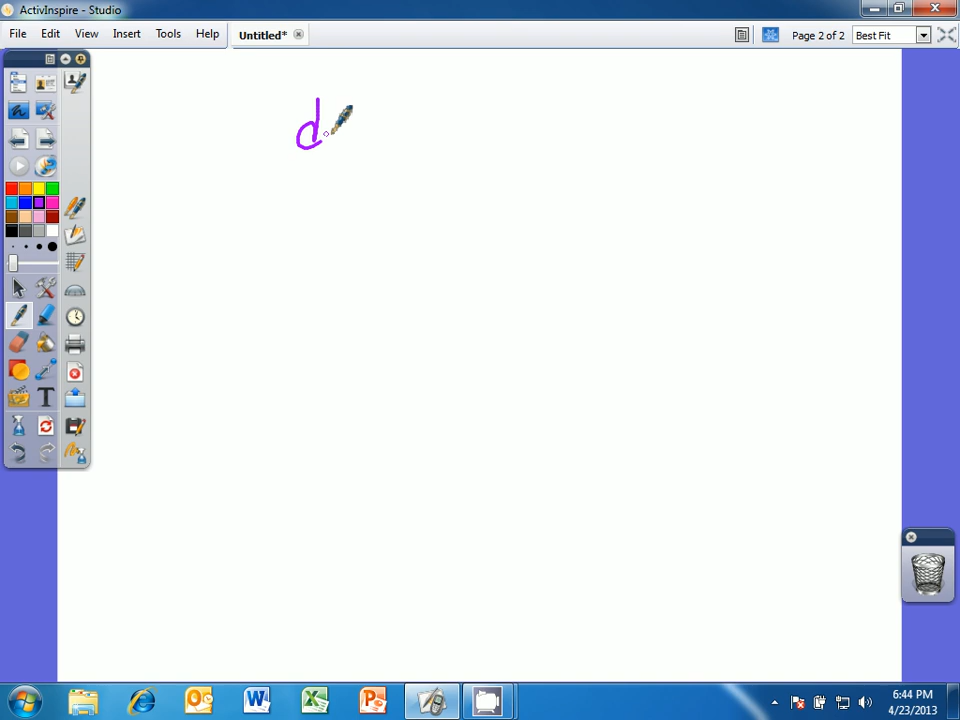 ActivInspire - Studio
File Edit View Insert Tools Help Untitled* Page 2 of 2 Best Fit
d
T
6:44 PM
4/23/2013